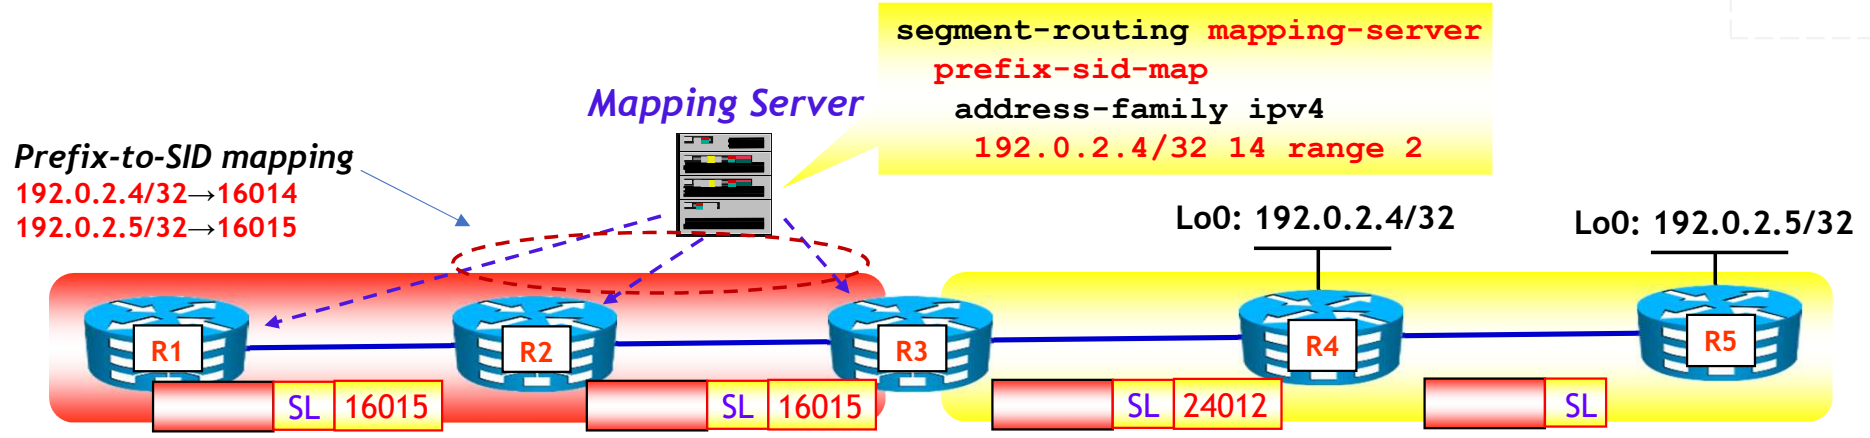 segment-routing mapping-server
prefix-sid-map
address-family ipv4
192.0.2.4/32 14 range 2
Mapping Server
Prefix-to-SID mapping
192.0.2.4/32→16014
192.0.2.5/32→16015
Lo0: 192.0.2.4/32
Lo0: 192.0.2.5/32
R1
R2
R3
R4
R5
SL 16015
SL 16015
SL 24012
SL